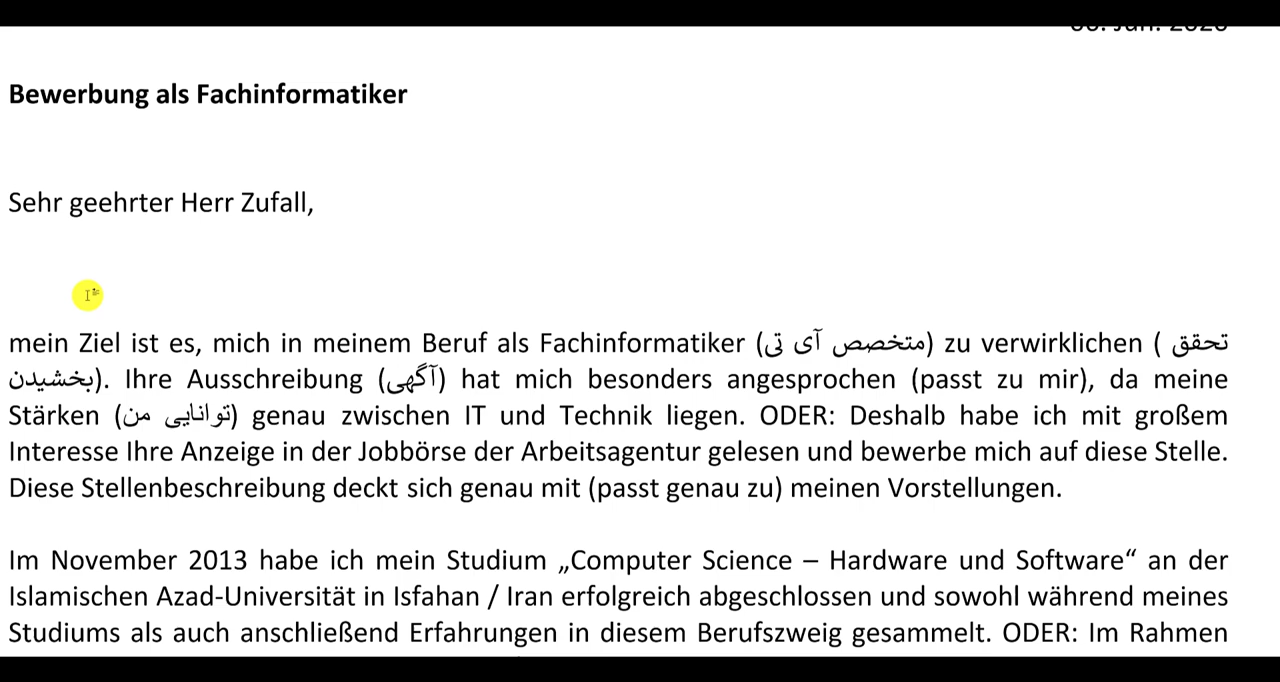 Bewerbung als Fachinformatiker
Sehr geehrter Herr Zufall,
mein Ziel ist es, mich in meinem Beruf als Fachinformatiker (متخصص آی تی) zu verwirklichen ( تحقق
بخشیدن). Ihre Ausschreibung (آگهی) hat mich besonders angesprochen (passt zu mir), da meine
Stärken (توانایی من) genau zwischen IT und Technik liegen. ODER: Deshalb habe ich mit großem
Interesse Ihre Anzeige in der Jobbörse der Arbeitsagentur gelesen und bewerbe mich auf diese Stelle.
Diese Stellenbeschreibung deckt sich genau mit (passt genau zu) meinen Vorstellungen.
Im November 2013 habe ich mein Studium „Computer Science – Hardware und Software“ an der
Islamischen Azad-Universität in Isfahan / Iran erfolgreich abgeschlossen und sowohl während meines
Studiums als auch anschließend Erfahrungen in diesem Berufszweig gesammelt. ODER: Im Rahmen